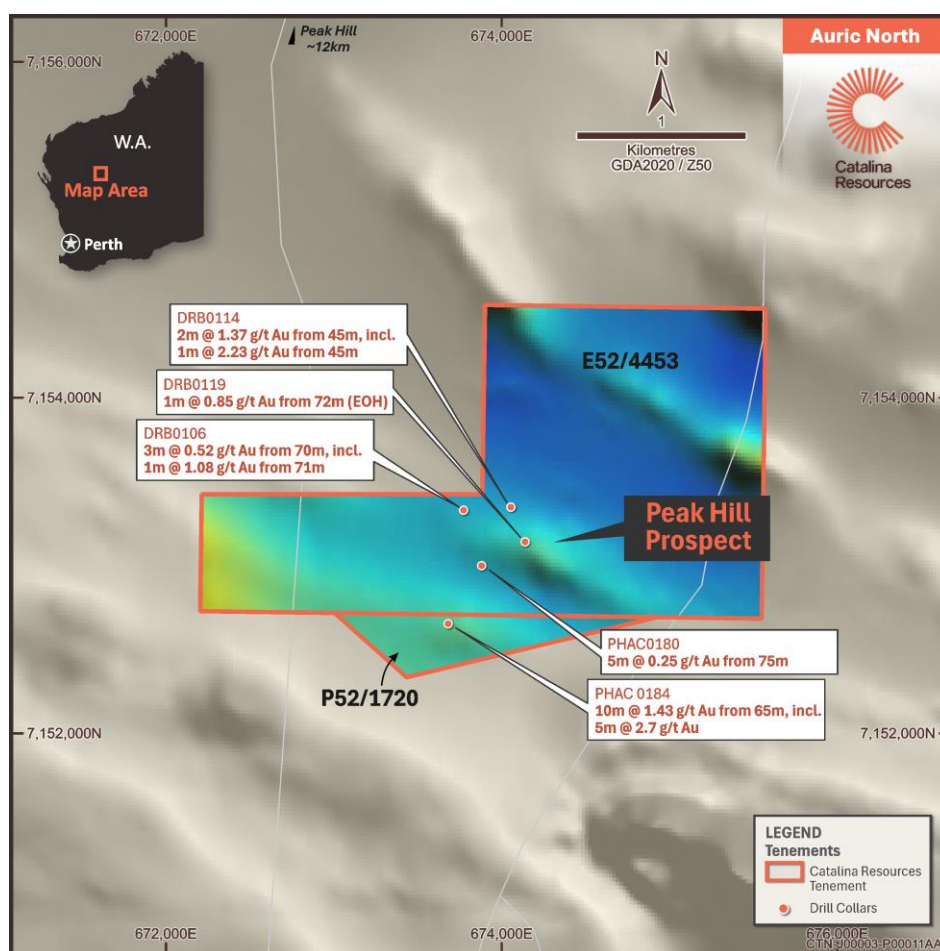 672,000E
Peak Hill
~12km
674,000E
Auric North
7,156,000N
N
1
Kilometres
GDA2020 / Z50
Catalina
Resources
W.A.
Map Area
Perth
DRB0114
2m @ 1.37 g/t Au from 45m, incl.
1m @ 2.23 g/t Au from 45m
E52/4453
7,154,000N
7,154,000N
DRB0119
1m @ 0.85 g/t Au from 72m (EOH)
DRB0106
3m @ 0.52 g/t Au from 70m, incl.
1m @ 1.08 g/t Au from 71m
Peak Hill
Prospect
PHAC0180
5m @ 0.25 g/t Au from 75m
P52/1720
PHAC 0184
10m @ 1.43 g/t Au from 65m, incl.
5m @ 2.7 g/t Au
7,152,000N
7,152,000N
LEGEND
Tenements
Catalina Resources
Tenement
Drill Collars
672,000E
674,000E
676,000E